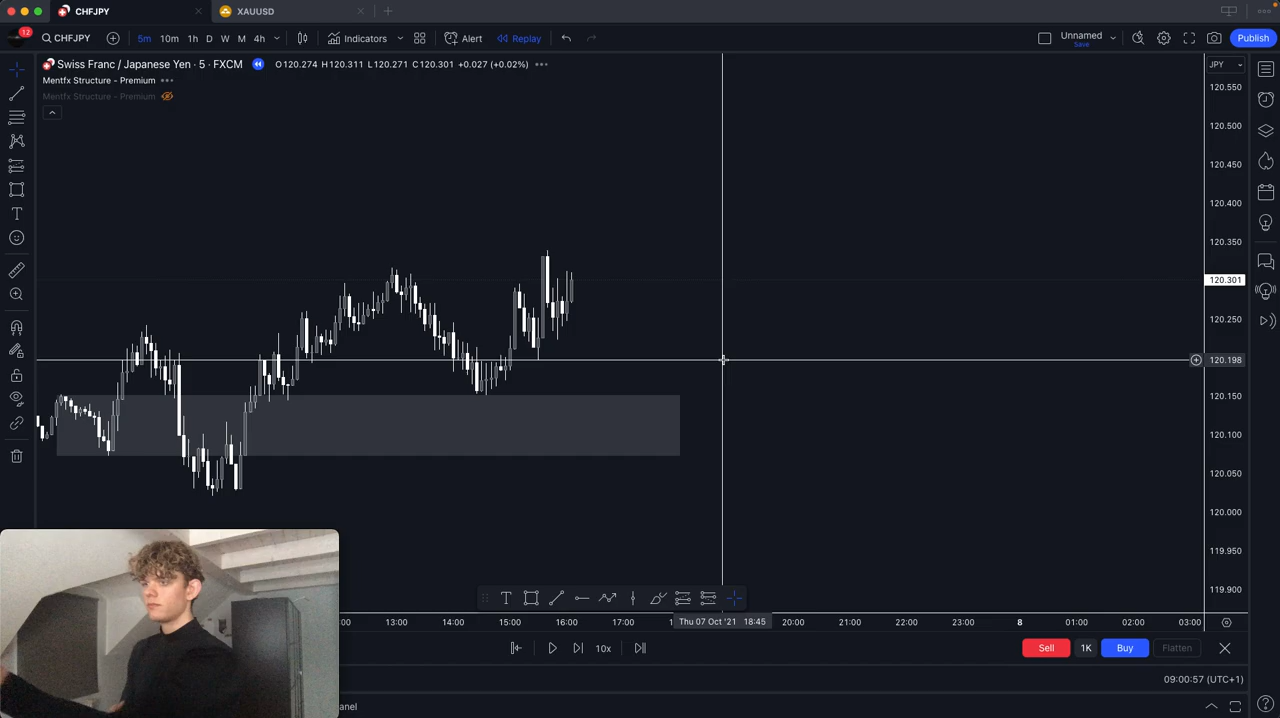 CHFJPY
XAUUSD
12
CHFJPY
5m 10m 1h D W M 4h
Indicators
Alert
Replay
Unnamed
Save
Publish
Swiss Franc / Japanese Yen · 5 · FXCM
O120.274 H120.311 L120.271 C120.301 +0.027 (+0.02%)
JPY
Mentfx Structure - Premium
Mentfx Structure - Premium
120.550
120.500
120.450
120.400
120.350
120.301
120.250
120.198
120.150
120.100
120.050
120.000
119.950
119.900
:00 13:00 14:00 15:00 16:00 17:00 Thu 07 Oct '21 18:45 20:00 21:00 22:00 23:00 8 01:00 02:00 03:00
10x
Sell 1K Buy Flatten
09:00:57 (UTC+1)
anel